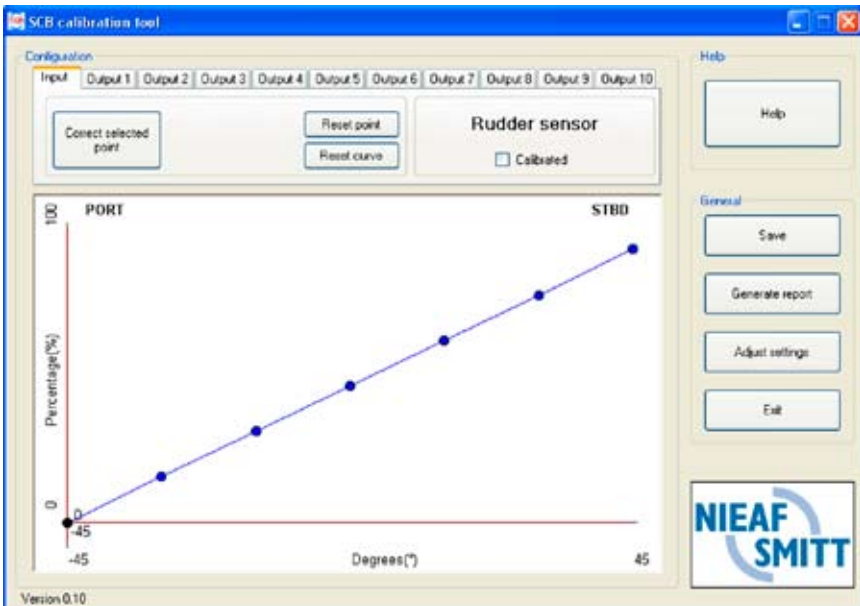 SCB calibration tool
Configuration
Input Output 1 Output 2 Output 3 Output 4 Output 5 Output 6 Output 7 Output 8 Output 9 Output 10
Correct selected
point
Reset point
Reset curve
Rudder sensor
Calibrated
PORT
STBD
100
Percentage(%)
0
0
-45
-45
Degrees(°)
45
Help
Help
General
Save
Generate report
Adjust settings
Exit
NIEAF
SMITT
Version 0.10